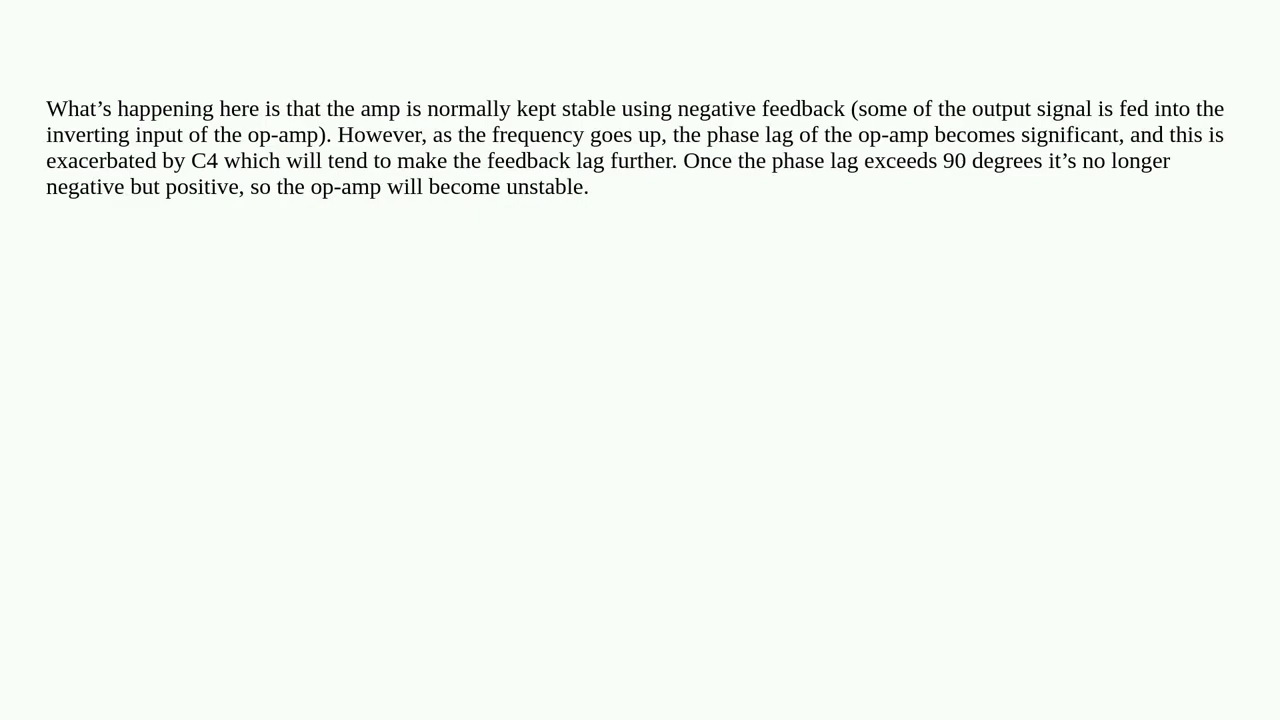 What’s happening here is that the amp is normally kept stable using negative feedback (some of the output signal is fed into the
inverting input of the op-amp). However, as the frequency goes up, the phase lag of the op-amp becomes significant, and this is
exacerbated by C4 which will tend to make the feedback lag further. Once the phase lag exceeds 90 degrees it’s no longer
negative but positive, so the op-amp will become unstable.